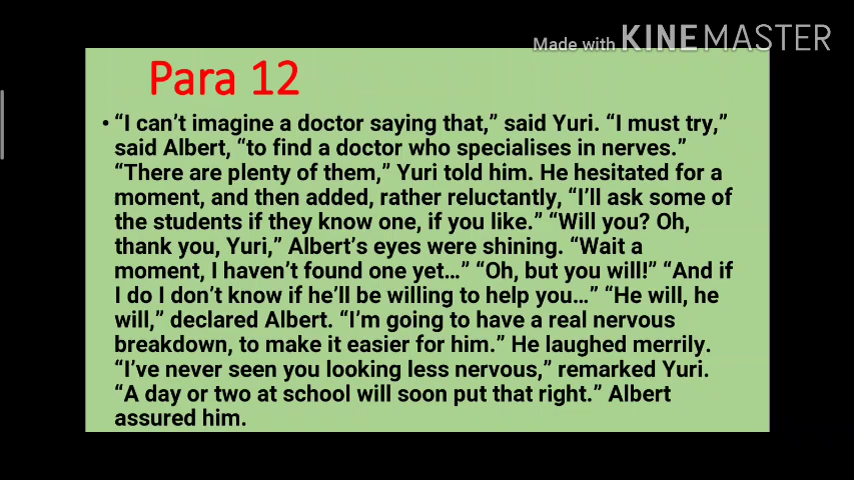 Made with KINEMASTER
Para 12
• “I can’t imagine a doctor saying that,” said Yuri. “I must try,”
said Albert, “to find a doctor who specialises in nerves.”
“There are plenty of them,” Yuri told him. He hesitated for a
moment, and then added, rather reluctantly, “I’ll ask some of
the students if they know one, if you like.” “Will you? Oh,
thank you, Yuri,” Albert’s eyes were shining. “Wait a
moment, I haven’t found one yet…” “Oh, but you will!” “And if
I do I don’t know if he’ll be willing to help you…” “He will, he
will,” declared Albert. “I’m going to have a real nervous
breakdown, to make it easier for him.” He laughed merrily.
“I’ve never seen you looking less nervous,” remarked Yuri.
“A day or two at school will soon put that right.” Albert
assured him.